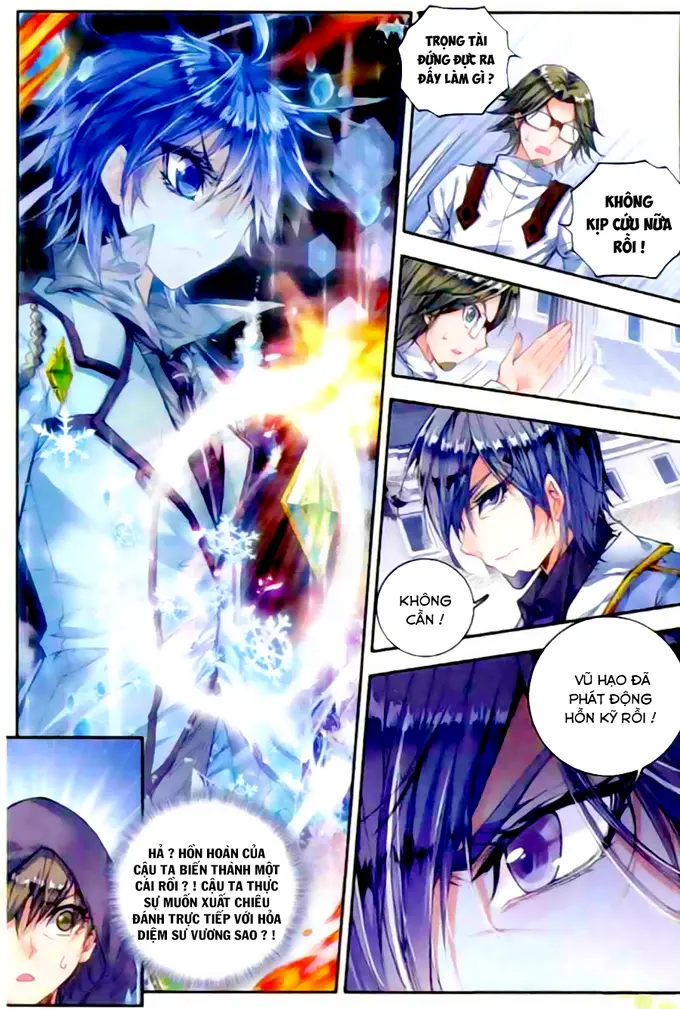 TRỌNG TÀI
ĐỨNG ĐỰC RA
ĐẤY LÀM GÌ ?
KHÔNG
KỊP CỨU NỮA
RỒI !
KHÔNG
CẦN !
VŨ HẠO ĐÃ
PHÁT ĐỘNG
HỒN KỸ RỒI !
HẢ ? HỒN HOÀN CỦA
CẬU TA BIẾN THÀNH MỘT
CÁI RỒI ? ! CẬU TA THỰC
SỰ MUỐN XUẤT CHIÊU
ĐÁNH TRỰC TIẾP VỚI HỎA
DIỆM SƯ VƯƠNG SAO ? !